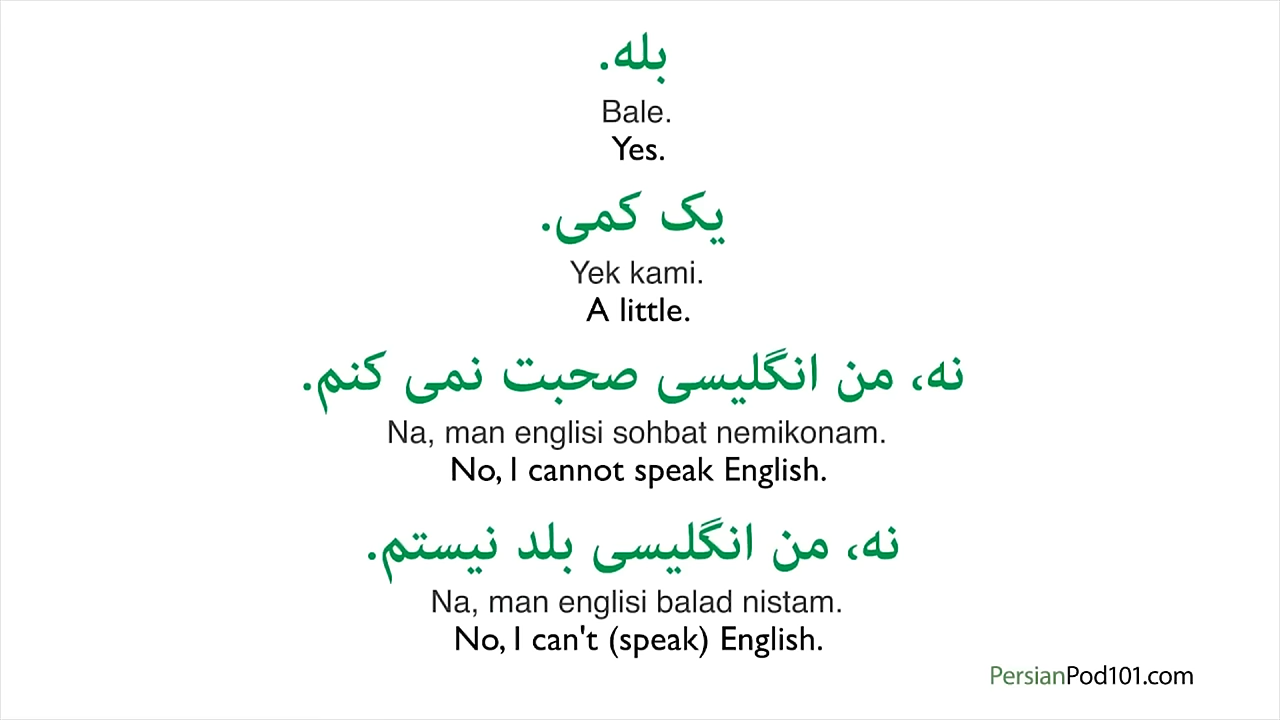 بله.
Bale.
Yes.
یک کمی.
Yek kami.
A little.
نه، من انگلیسی صحبت نمی کنم.
Na, man englisi sohbat nemikonam.
No, I cannot speak English.
نه، من انگلیسی بلد نیستم.
Na, man englisi balad nistam.
No, I can't (speak) English.
PersianPod101.com